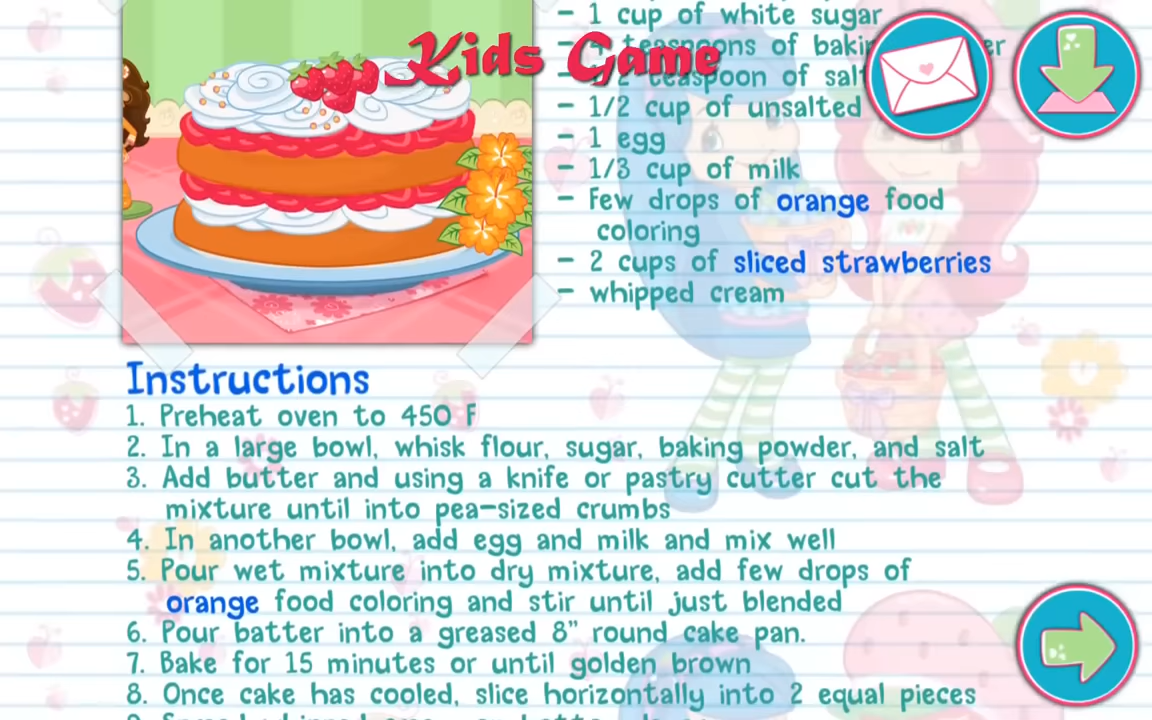 - 1 cup of white sugar
Kids Game
teaspoons of
teaspoon of salt
- 1/2 cup of unsalted
- 1 egg
- 1/3 cup of milk
- Few drops of orange food
coloring
- 2 cups of sliced strawberries
- whipped cream
Instructions
1. Preheat oven to 450 F
2. In a large bowl, whisk flour, sugar, baking powder, and salt
3. Add butter and using a knife or pastry cutter cut the
mixture until into pea-sized crumbs
4. In another bowl, add egg and milk and mix well
5. Pour wet mixture into dry mixture, add few drops of
orange food coloring and stir until just blended
6. Pour batter into a greased 8" round cake pan.
7. Bake for 15 minutes or until golden brown
8. Once cake has cooled, slice horizontally into 2 equal pieces